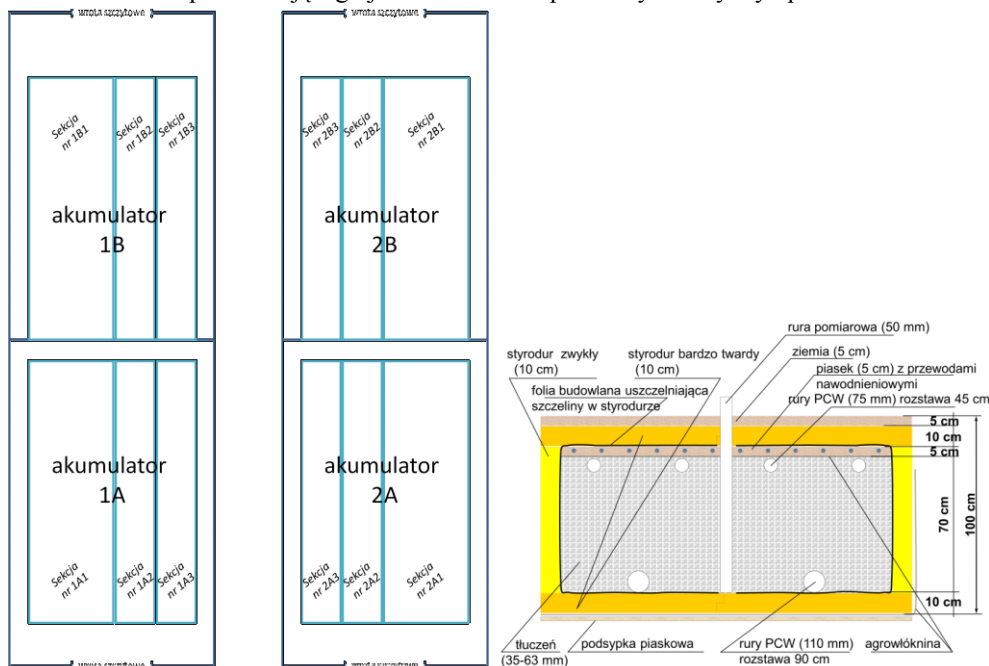 wrota szczytowe
wrota szczytowe
Sekcja
nr 1B1
Sekcja
nr 1B2
Sekcja
nr 1B3
akumulator
1B
Sekcja
nr 2B3
Sekcja
nr 2B2
Sekcja
nr 2B1
akumulator
2B
akumulator
1A
Sekcja
nr 1A1
Sekcja
nr 1A2
Sekcja
nr 1A3
akumulator
2A
Sekcja
nr 2A3
Sekcja
nr 2A2
Sekcja
nr 2A1
wrota szczytowe
wrota szczytowe
rura pomiarowa (50 mm)
styrodur zwykły
(10 cm)
styrodur bardzo twardy
(10 cm)
ziemia (5 cm)
piasek (5 cm) z przewodami
nawodnieniowymi
folia budowlana uszczelniająca
szczeliny w styrodurze
rury PCW (75 mm) rozstawa 45 cm
5 cm
10 cm
5 cm
70 cm
100 cm
10 cm
tłuczeń
(35-63 mm)
podsypka piaskowa
rury PCW (110 mm)
rozstawa 90 cm
agrowłóknina